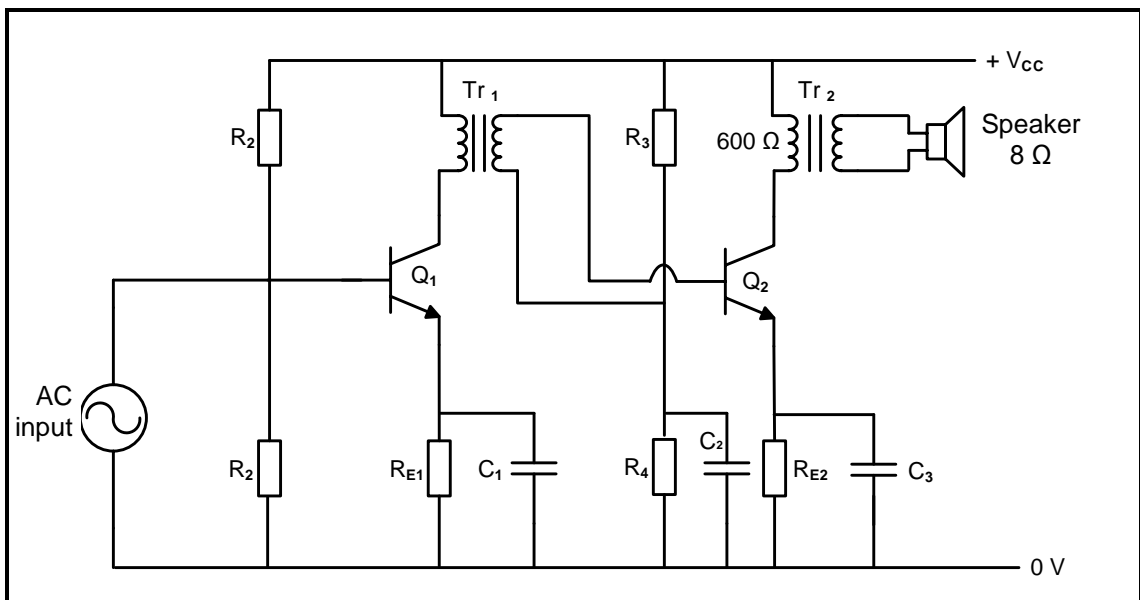 + VCC
Tr 1
Tr 2
R2
R3
600 Ω
Speaker
8 Ω
Q1
Q2
AC
input
R2
RE1
C1
R4
C2
RE2
C3
0 V